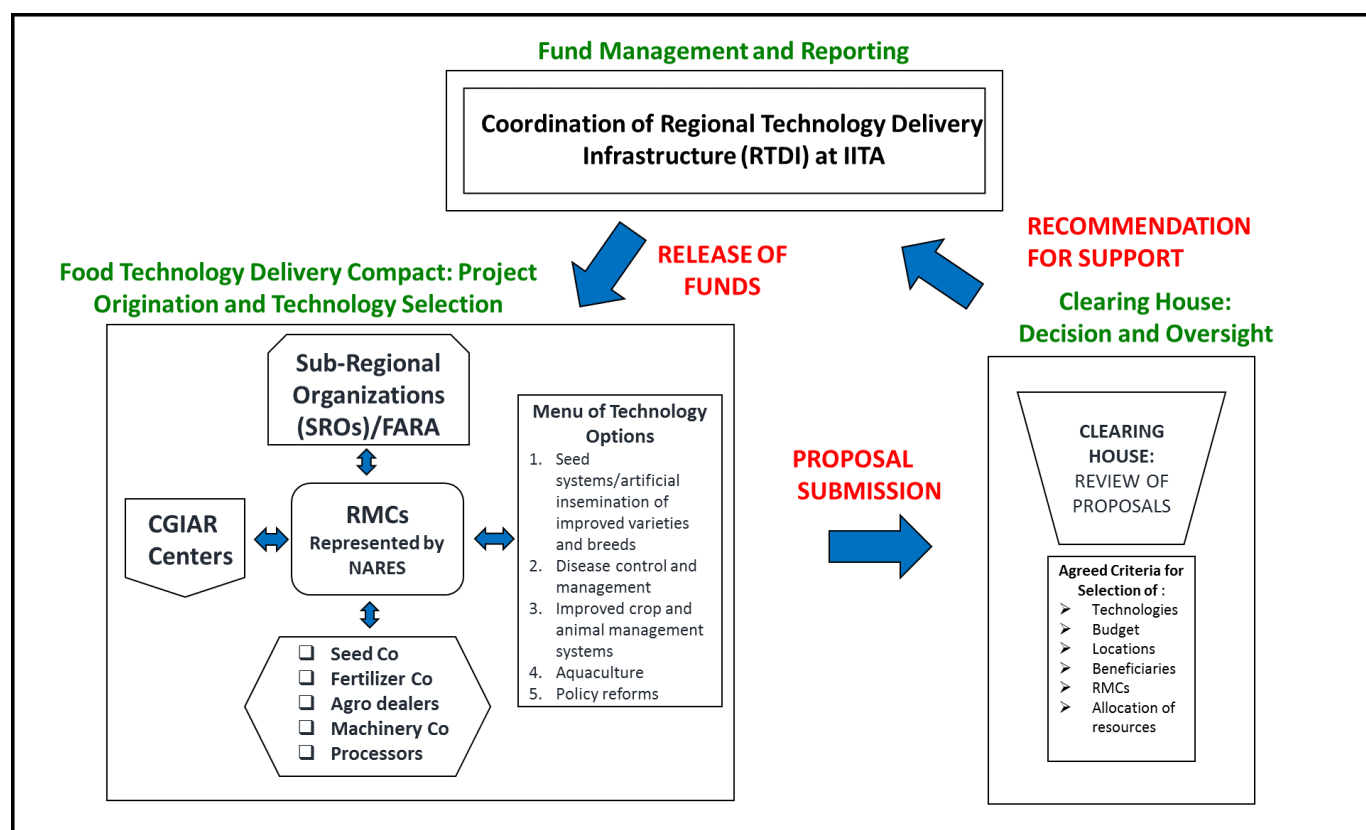 Fund Management and Reporting
Coordination of Regional Technology Delivery
Infrastructure (RTDI) at IITA
RELEASE OF
FUNDS
RECOMMENDATION
FOR SUPPORT
Food Technology Delivery Compact: Project
Origination and Technology Selection
Sub-Regional
Organizations
(SROs)/FARA
CGIAR
Centers
RMCs
Represented by
NARES
❑ Seed Co
❑ Fertilizer Co
❑ Agro dealers
❑ Machinery Co
❑ Processors
Menu of Technology
Options
1. Seed
systems/artificial
insemination of
improved varieties
and breeds
2. Disease control and
management
3. Improved crop and
animal management
systems
4. Aquaculture
5. Policy reforms
PROPOSAL
SUBMISSION
Clearing House:
Decision and Oversight
CLEARING
HOUSE:
REVIEW OF
PROPOSALS
Agreed Criteria for
Selection of :
➢ Technologies
➢ Budget
➢ Locations
➢ Beneficiaries
➢ RMCs
➢ Allocation of
resources